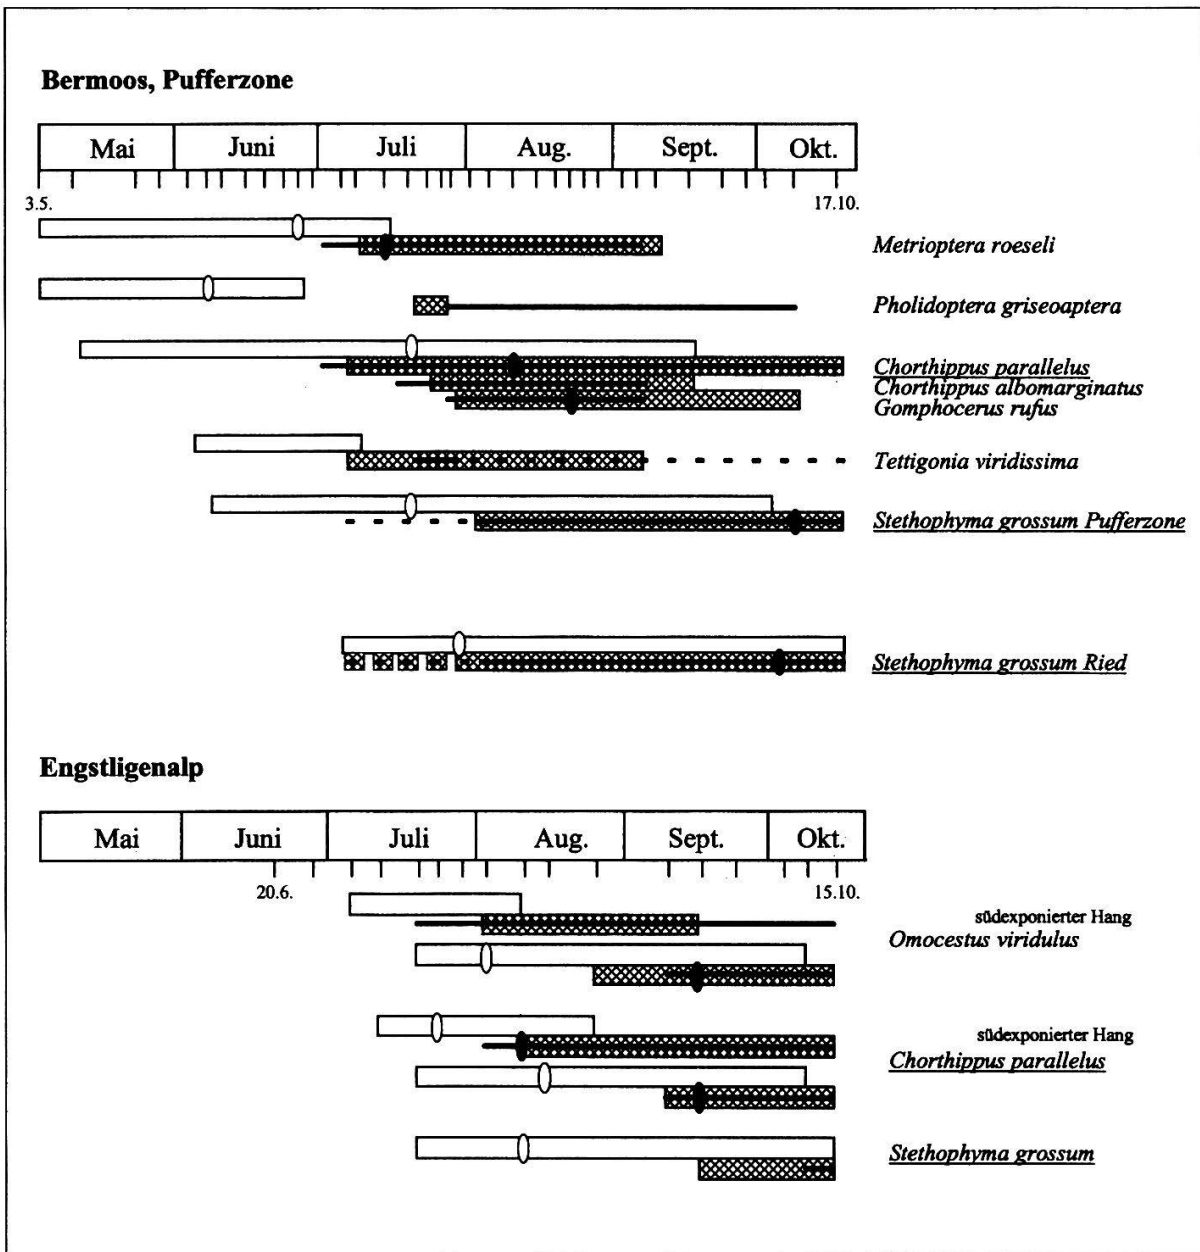 Bermoos, Pufferzone
Mai Juni Juli Aug. Sept. Okt.
3.5. 17.10.
Metrioptera roeseli
Pholidoptera griseoaptera
Chorthippus parallelus
Chorthippus albomarginatus
Gomphocerus rufus
Tettigonia viridissima
Stethophyma grossum Pufferzone
Stethophyma grossum Ried
Engstligenalp
Mai Juni Juli Aug. Sept. Okt.
20.6. 15.10.
südexponierter Hang
Omocestus viridulus
südexponierter Hang
Chorthippus parallelus
Stethophyma grossum